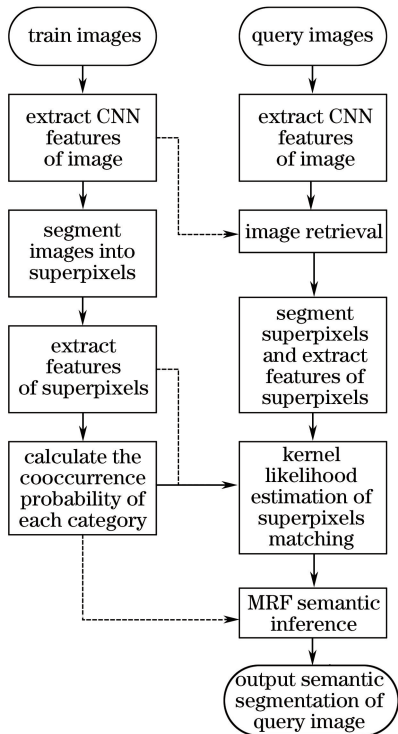 train images
extract CNN
features
of image
segment
images into
superpixels
extract
features
of superpixels
calculate the
cooccurrence
probability of
each category
query images
extract CNN
features
of image
image retrieval
segment
superpixels
and extract
features of
superpixels
kernel
likelihood
estimation of
superpixels
matching
MRF semantic
inference
output semantic
segmentation of
query image